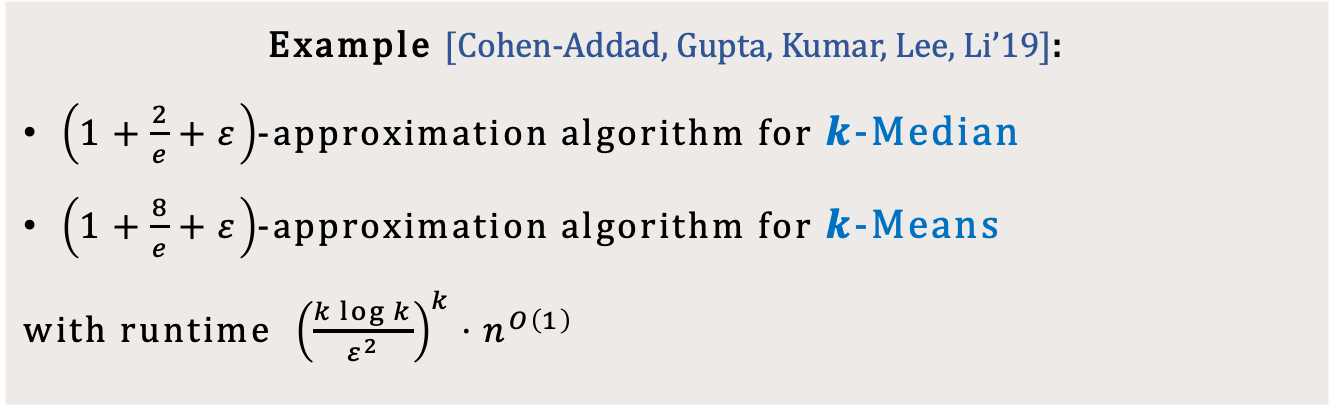 Example [Cohen-Addad, Gupta, Kumar, Lee, Li’19]:
• (1 + 2/e + ε)-approximation algorithm for k-Median
• (1 + 8/e + ε)-approximation algorithm for k-Means
with runtime (k log k / ε²)^k · n^O(1)